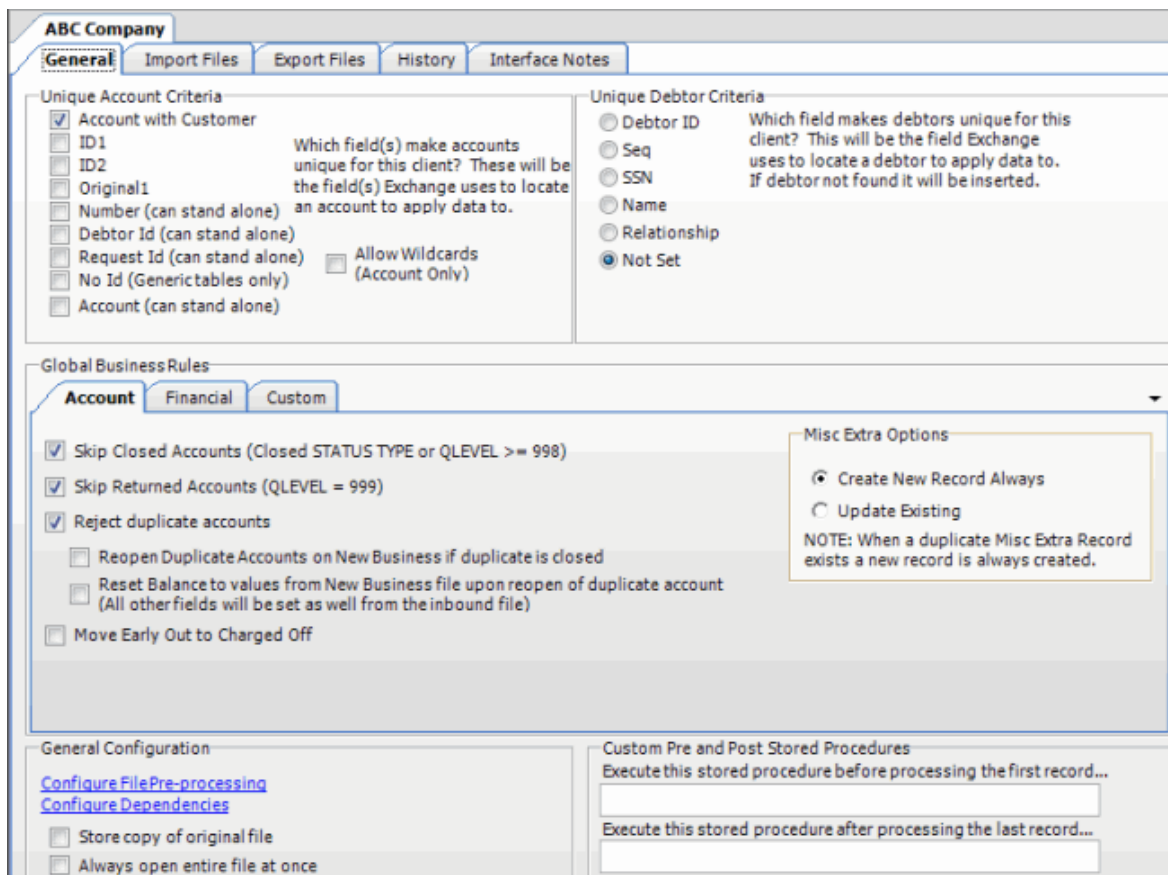 ABC Company
General
Import Files
Export Files
History
Interface Notes
Unique Account Criteria
Account with Customer
ID1
ID2
Original1
Number (can stand alone)
Debtor Id (can stand alone)
Request Id (can stand alone)
No Id (Generic tables only)
Account (can stand alone)
Which field(s) make accounts
unique for this client? These will be
the field(s) Exchange uses to locate
an account to apply data to.
Allow Wildcards
(Account Only)
Unique Debtor Criteria
Debtor ID
Seq
SSN
Name
Relationship
Not Set
Which field makes debtors unique for this
client? This will be the field Exchange
uses to locate a debtor to apply data to.
If debtor not found it will be inserted.
Global Business Rules
Account
Financial
Custom
Skip Closed Accounts (Closed STATUS TYPE or QLEVEL >= 998)
Skip Returned Accounts (QLEVEL = 999)
Reject duplicate accounts
Reopen Duplicate Accounts on New Business if duplicate is closed
Reset Balance to values from New Business file upon reopen of duplicate account
(All other fields will be set as well from the inbound file)
Move Early Out to Charged Off
Misc Extra Options
Create New Record Always
Update Existing
NOTE: When a duplicate Misc Extra Record
exists a new record is always created.
General Configuration
Configure File Pre-processing
Configure Dependencies
Store copy of original file
Always open entire file at once
Custom Pre and Post Stored Procedures
Execute this stored procedure before processing the first record...
Execute this stored procedure after processing the last record...